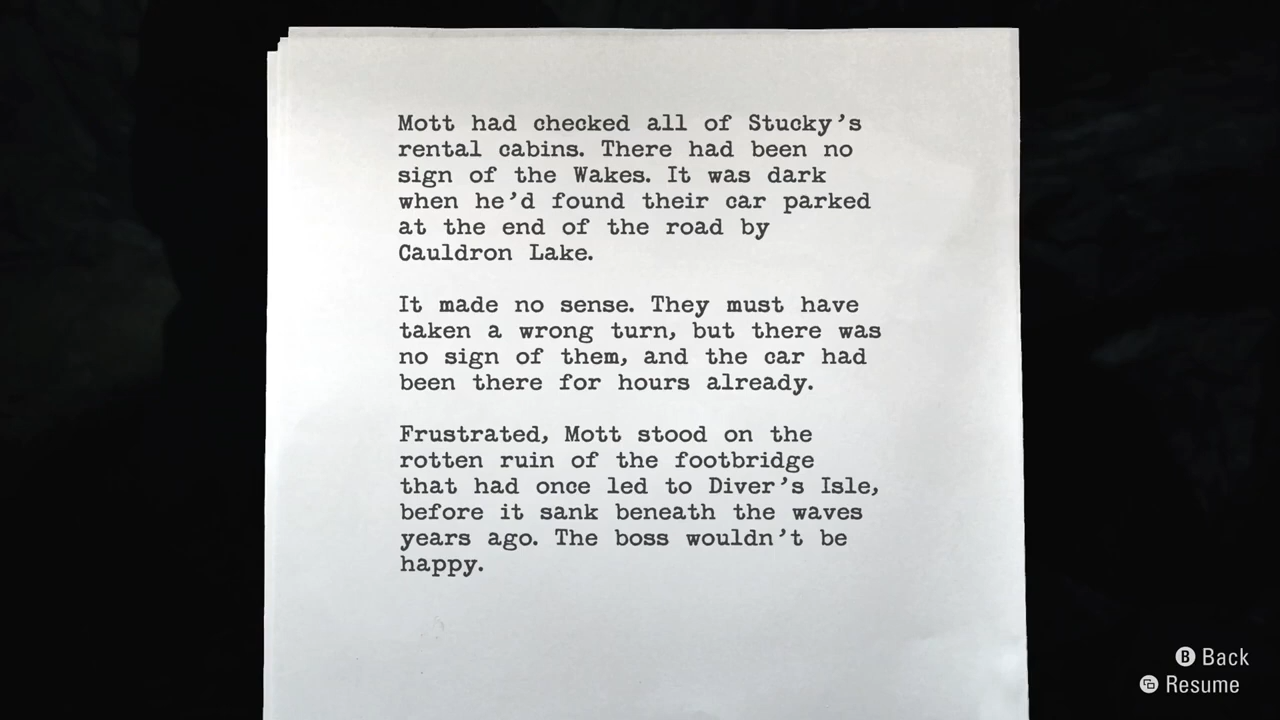 Mott had checked all of Stucky's
rental cabins. There had been no
sign of the Wakes. It was dark
when he'd found their car parked
at the end of the road by
Cauldron Lake.
It made no sense. They must have
taken a wrong turn, but there was
no sign of them, and the car had
been there for hours already.
Frustrated, Mott stood on the
rotten ruin of the footbridge
that had once led to Diver's Isle,
before it sank beneath the waves
years ago. The boss wouldn't be
happy.
B Back
Resume